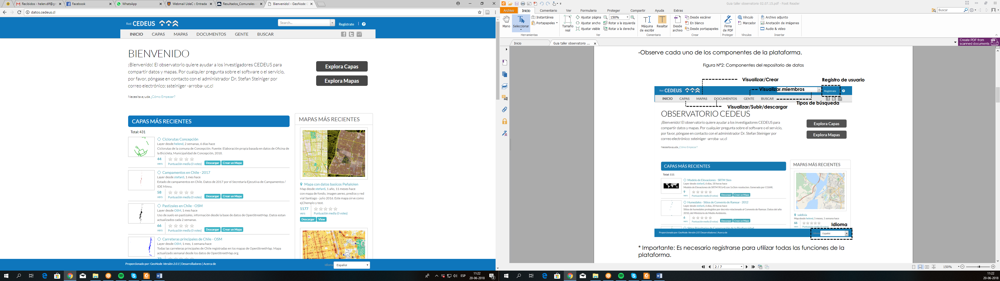 Recibidos - helen.dlf@gm
Facebook
WhatsApp
Webmail UdeC :: Entrada
Resultados_Comunales -
Bienvenido! - GeoNode C
datos.cedeus.cl
Red CEDEUS
Search...
Regístrate
INICIO CAPAS MAPAS DOCUMENTOS GENTE BUSCAR
BIENVENIDO
¡Bienvenido! El observatorio quiere ayudar a los investigadores CEDEUS para
compartir datos y mapas. Por cualquier pregunta sobre el software o el servicio,
por favor, póngase en contacto con el administrador Dr. Stefan Steiniger por
correo electrónico: ssteiniger -arroba- uc.cl
Necesita ayuda ¿Cómo Empezar?
Explora Capas
Explora Mapas
CAPAS MÁS RECIENTES
Total: 431
Ciclorutas Concepción
Layer desde helend, 2 semanas, 6 días hace
Ciclorutas de la comuna de Concepción. Fuente: Elaboración propia basada en datos de Oficina de
la Bicicleta, Municipalidad de Concepción, 2018.
44 vers
Puntuación media (0 votes)
Descargar Crear un Mapa
Campamentos en Chile - 2017
Layer desde stefanS, 1 mes hace
Estado de campamentos en Chile. Datos de 2017 por el Secretaría Ejecutiva de Campamentos /
IDE Minvu.
58 vers
Puntuación media (0 votes)
Descargar Crear un Mapa
Pastizales en Chile - OSM
Layer desde OSM, 1 mes hace
Uso de suelo en pastizales, información desde la base de datos de OpenStreetMap. Datos estan
actualizados cada 2 semanas.
66 vers
Puntuación media (0 votes)
Descargar Crear un Mapa
Carreteras principales de Chile - OSM
Layer desde OSM, 1 mes, 1 semana hace
Todas las carreteras principales de Chile registradas en los mapas de OpenStreetMap. Mapa
actualizado semanal desde los datos de OpenStreetMap.org.
MAPAS MÁS RECIENTES
Mapa con datos basicos Peñalolen
Map desde stefanS, 1 año, 11 meses hace
con mapa de fondo, imagen aereo, predios y red
vial Santiago - julio 2016. Este mapa sirve como
ejChemplo y test.
1177 vers
Puntuación media (0 votes)
Descargar View
Proporcionado por: GeoNode Versión 2.0.1 | Desarrolladores | Acerca de
Idioma Español
ESP
11:22
20-06-2018
Guia taller observatorio 02.07.15.pdf - Foxit Reader
Archivo Inicio Comentario Ver Formulario Proteger Compartir Ayuda Extras
Buscar
Mano
Seleccionar
Instantánea
Portapapeles
Herramientas
Tamaño real
Ajustar página
Ajustar ancho
Ajustar visible
150%
Rotar a la izquierda
Rotar a la derecha
Ver
Máquina de escribir
Resaltar
Comentario
Desde archivo
Desde escáner
En blanco
Desde portapapeles
Crear
Firma de PDF
Proteger
Vínculo
Marcador
Vínculos
Archivo adjunto
Anotación de imágenes
Audio & video
Insertar
Inicio
Guia taller observatorio ...
Create PDF from
scanned documents
-Observe cada uno de los componentes de la plataforma.
Figura N°2: Componentes del repositorio de datos
Visualizar/Crear
Registro de usuario
Red CEDEUS
Visualizar miembros
Regístrate
INICIO CAPAS MAPAS DOCUMENTOS GENTE BUSCAR
Tipos de búsqueda
Visualizar/Subir/descargar
OBSERVATORIO CEDEUS
¡Bienvenido! El observatorio quiere ayudar a los investigadores CEDEUS para
compartir datos y mapas. Por cualquier pregunta sobre el software o el servicio,
por favor, póngase en contacto con el administrador Dr. Stefan Steiniger por
correo electrónico: ssteiniger -arroba- uc.cl
Necesita ayuda ¿Cómo Empezar?
Explora Capas
Explora Mapas
CAPAS MÁS RECIENTES
Total: 111
Modelo de Elevaciones - SRTM 1km
Layer desde stefanS, 6 días, 18 horas hace
Modelo de Elevaciones de SRTM 90 (v4) con 1x1km resolucion. Generado por CGIAR.
9 vers
Puntuación media (0 votos)
Descargar Crear un Mapa
Humedales - Sitios de Convenio de Ramsar - 2012
Layer desde stefanS, 6 días, 20 horas hace
Sitios de humedales protegidos por decreto relacionado al Convenio de Ramsar. Datos del año
2010, del Ministerio de Medio Ambiente.
6 vers
Puntuación media (0 votos)
Descargar Crear un Mapa
Sitios Prioritarios de Conservación de la Biodiversidad
MAPAS MÁS RECIENTES
valdivia
Map desde helend, 5 meses, 1 semana hace
66 vers
Puntuación media (0 votos)
Idioma
Proporcionado por: GeoNode Versión 2.0 | Desarrolladores | Acerca de
Idioma Español
* Importante: Es necesario registrarse para utilizar todas las funciones de la
plataforma.
2 / 7
150%
11:22
20-06-2018